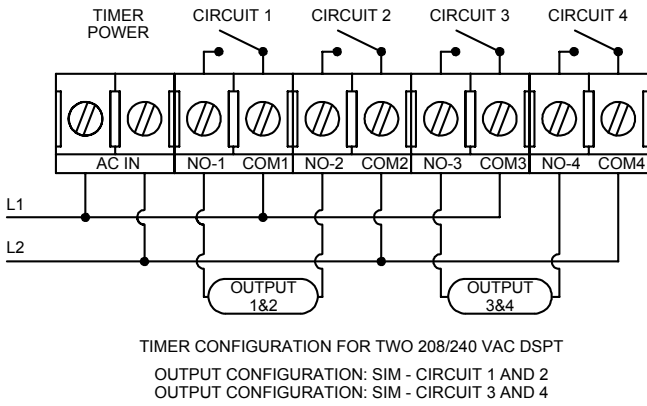 TIMER
POWER
CIRCUIT 1
CIRCUIT 2
CIRCUIT 3
CIRCUIT 4
AC IN
NO-1
COM1
NO-2
COM2
NO-3
COM3
NO-4
COM4
L1
L2
OUTPUT
1&2
OUTPUT
3&4
TIMER CONFIGURATION FOR TWO 208/240 VAC DSPT
OUTPUT CONFIGURATION: SIM - CIRCUIT 1 AND 2
OUTPUT CONFIGURATION: SIM - CIRCUIT 3 AND 4